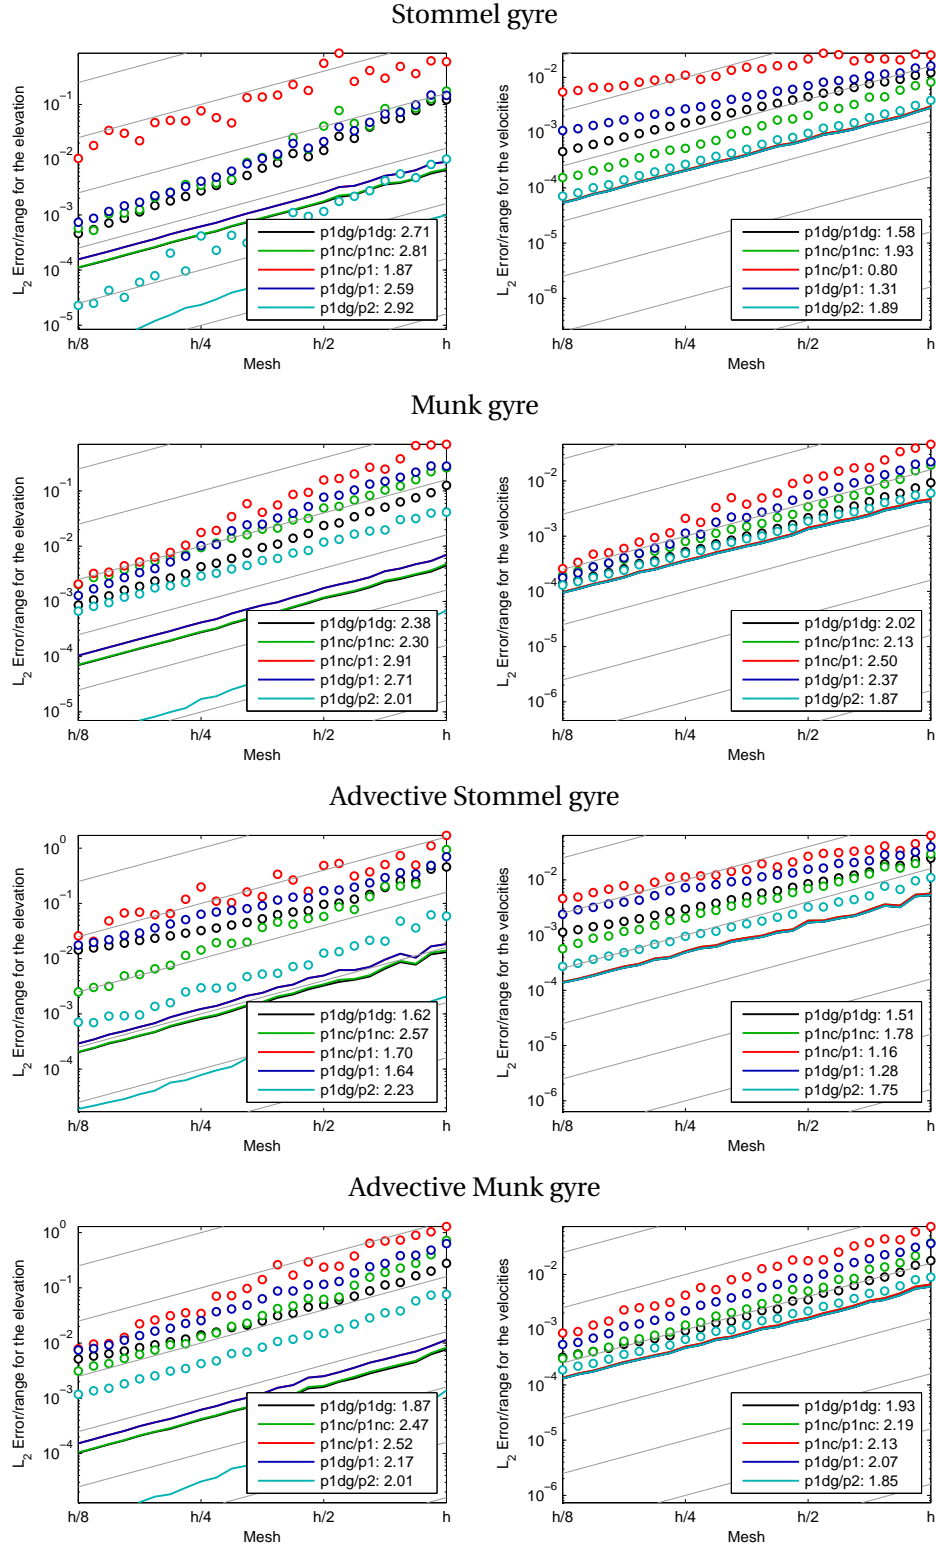 Stommel gyre
L2 Error/range for the elevation
10^-1
10^-2
10^-3
10^-4
10^-5
h/8
h/4
h/2
h
Mesh
p1dg/p1dg: 2.71
p1nc/p1nc: 2.81
p1nc/p1: 1.87
p1dg/p1: 2.59
p1dg/p2: 2.92
L2 Error/range for the velocities
10^-2
10^-3
10^-4
10^-5
10^-6
h/8
h/4
h/2
h
Mesh
p1dg/p1dg: 1.58
p1nc/p1nc: 1.93
p1nc/p1: 0.80
p1dg/p1: 1.31
p1dg/p2: 1.89
Munk gyre
L2 Error/range for the elevation
10^-1
10^-2
10^-3
10^-4
10^-5
h/8
h/4
h/2
h
Mesh
p1dg/p1dg: 2.38
p1nc/p1nc: 2.30
p1nc/p1: 2.91
p1dg/p1: 2.71
p1dg/p2: 2.01
L2 Error/range for the velocities
10^-2
10^-3
10^-4
10^-5
10^-6
h/8
h/4
h/2
h
Mesh
p1dg/p1dg: 2.02
p1nc/p1nc: 2.13
p1nc/p1: 2.50
p1dg/p1: 2.37
p1dg/p2: 1.87
Advective Stommel gyre
L2 Error/range for the elevation
10^0
10^-1
10^-2
10^-3
10^-4
h/8
h/4
h/2
h
Mesh
p1dg/p1dg: 1.62
p1nc/p1nc: 2.57
p1nc/p1: 1.70
p1dg/p1: 1.64
p1dg/p2: 2.23
L2 Error/range for the velocities
10^-2
10^-3
10^-4
10^-5
10^-6
h/8
h/4
h/2
h
Mesh
p1dg/p1dg: 1.51
p1nc/p1nc: 1.78
p1nc/p1: 1.16
p1dg/p1: 1.28
p1dg/p2: 1.75
Advective Munk gyre
L2 Error/range for the elevation
10^0
10^-1
10^-2
10^-3
10^-4
h/8
h/4
h/2
h
Mesh
p1dg/p1dg: 1.87
p1nc/p1nc: 2.47
p1nc/p1: 2.52
p1dg/p1: 2.17
p1dg/p2: 2.01
L2 Error/range for the velocities
10^-2
10^-3
10^-4
10^-5
10^-6
h/8
h/4
h/2
h
Mesh
p1dg/p1dg: 1.93
p1nc/p1nc: 2.19
p1nc/p1: 2.13
p1dg/p1: 2.07
p1dg/p2: 1.85